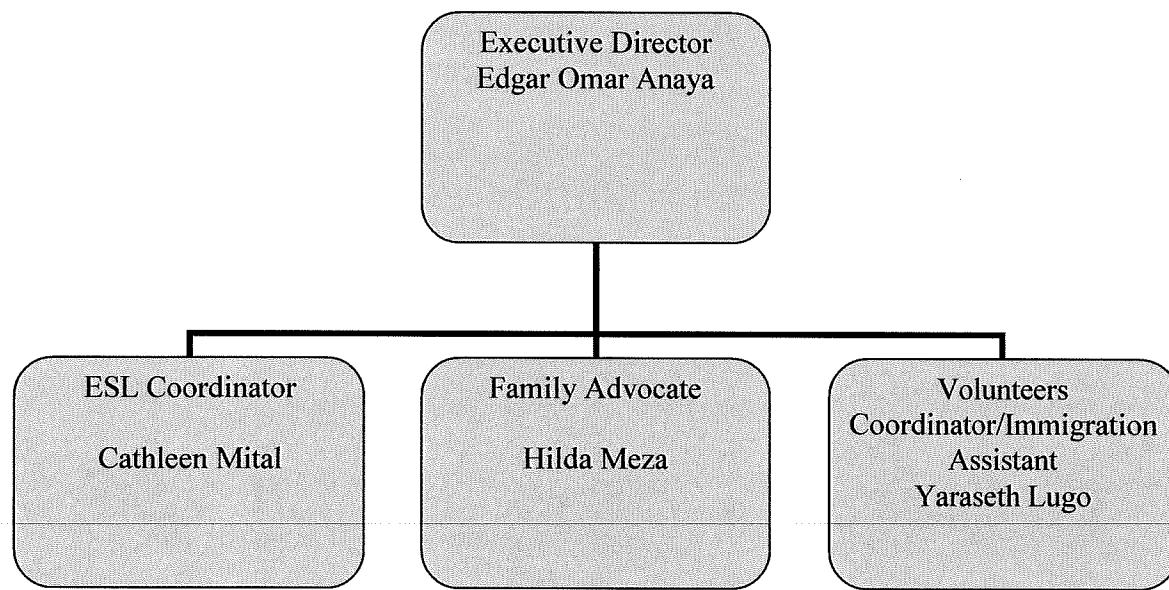 Executive Director
Edgar Omar Anaya
ESL Coordinator
Cathleen Mital
Family Advocate
Hilda Meza
Volunteers
Coordinator/Immigration
Assistant
Yaraseth Lugo